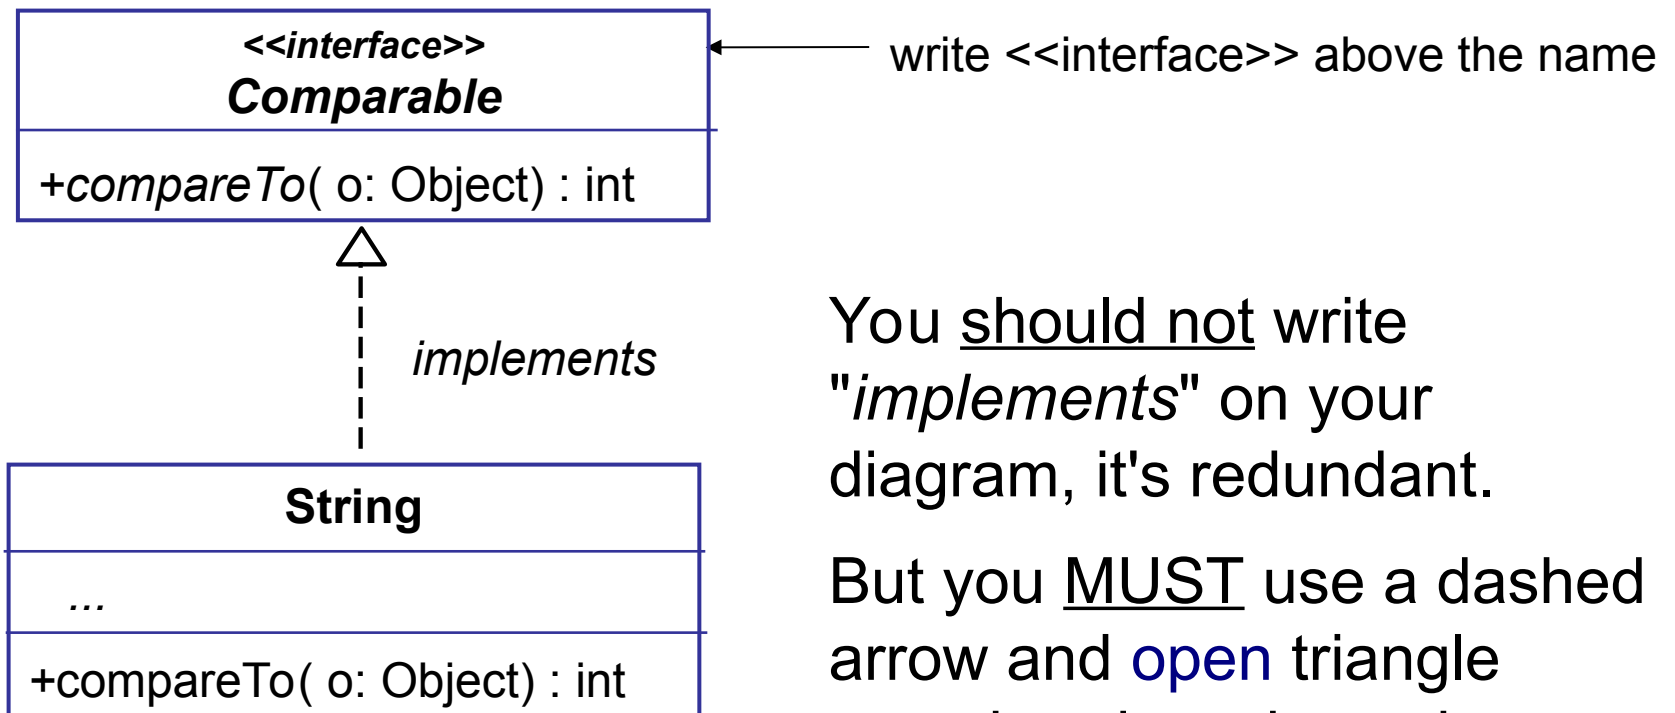 <<interface>>
Comparable
+compareTo( o: Object) : int
write <<interface>> above the name
implements
String
...
+compareTo( o: Object) : int
You should not write
"implements" on your
diagram, it's redundant.
But you MUST use a dashed
arrow and open triangle